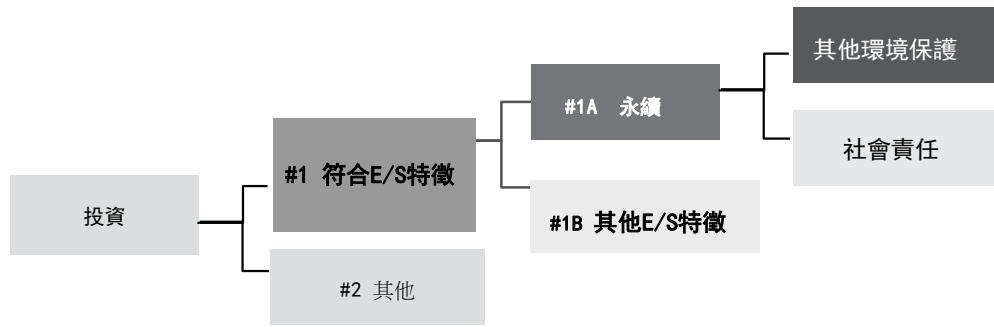 投資
#1 符合E/S特徵
#2 其他
#1A 永續
#1B 其他E/S特徵
其他環境保護
社會責任